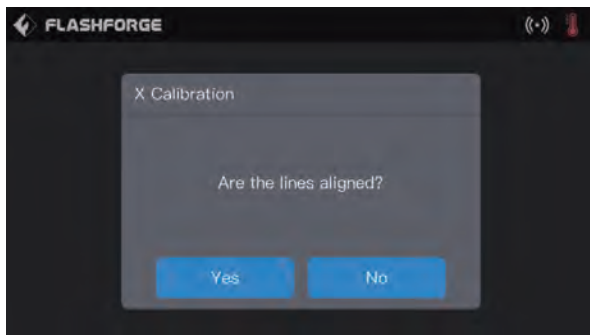 FLASHFORGE
X Calibration
Are the lines aligned?
Yes
No